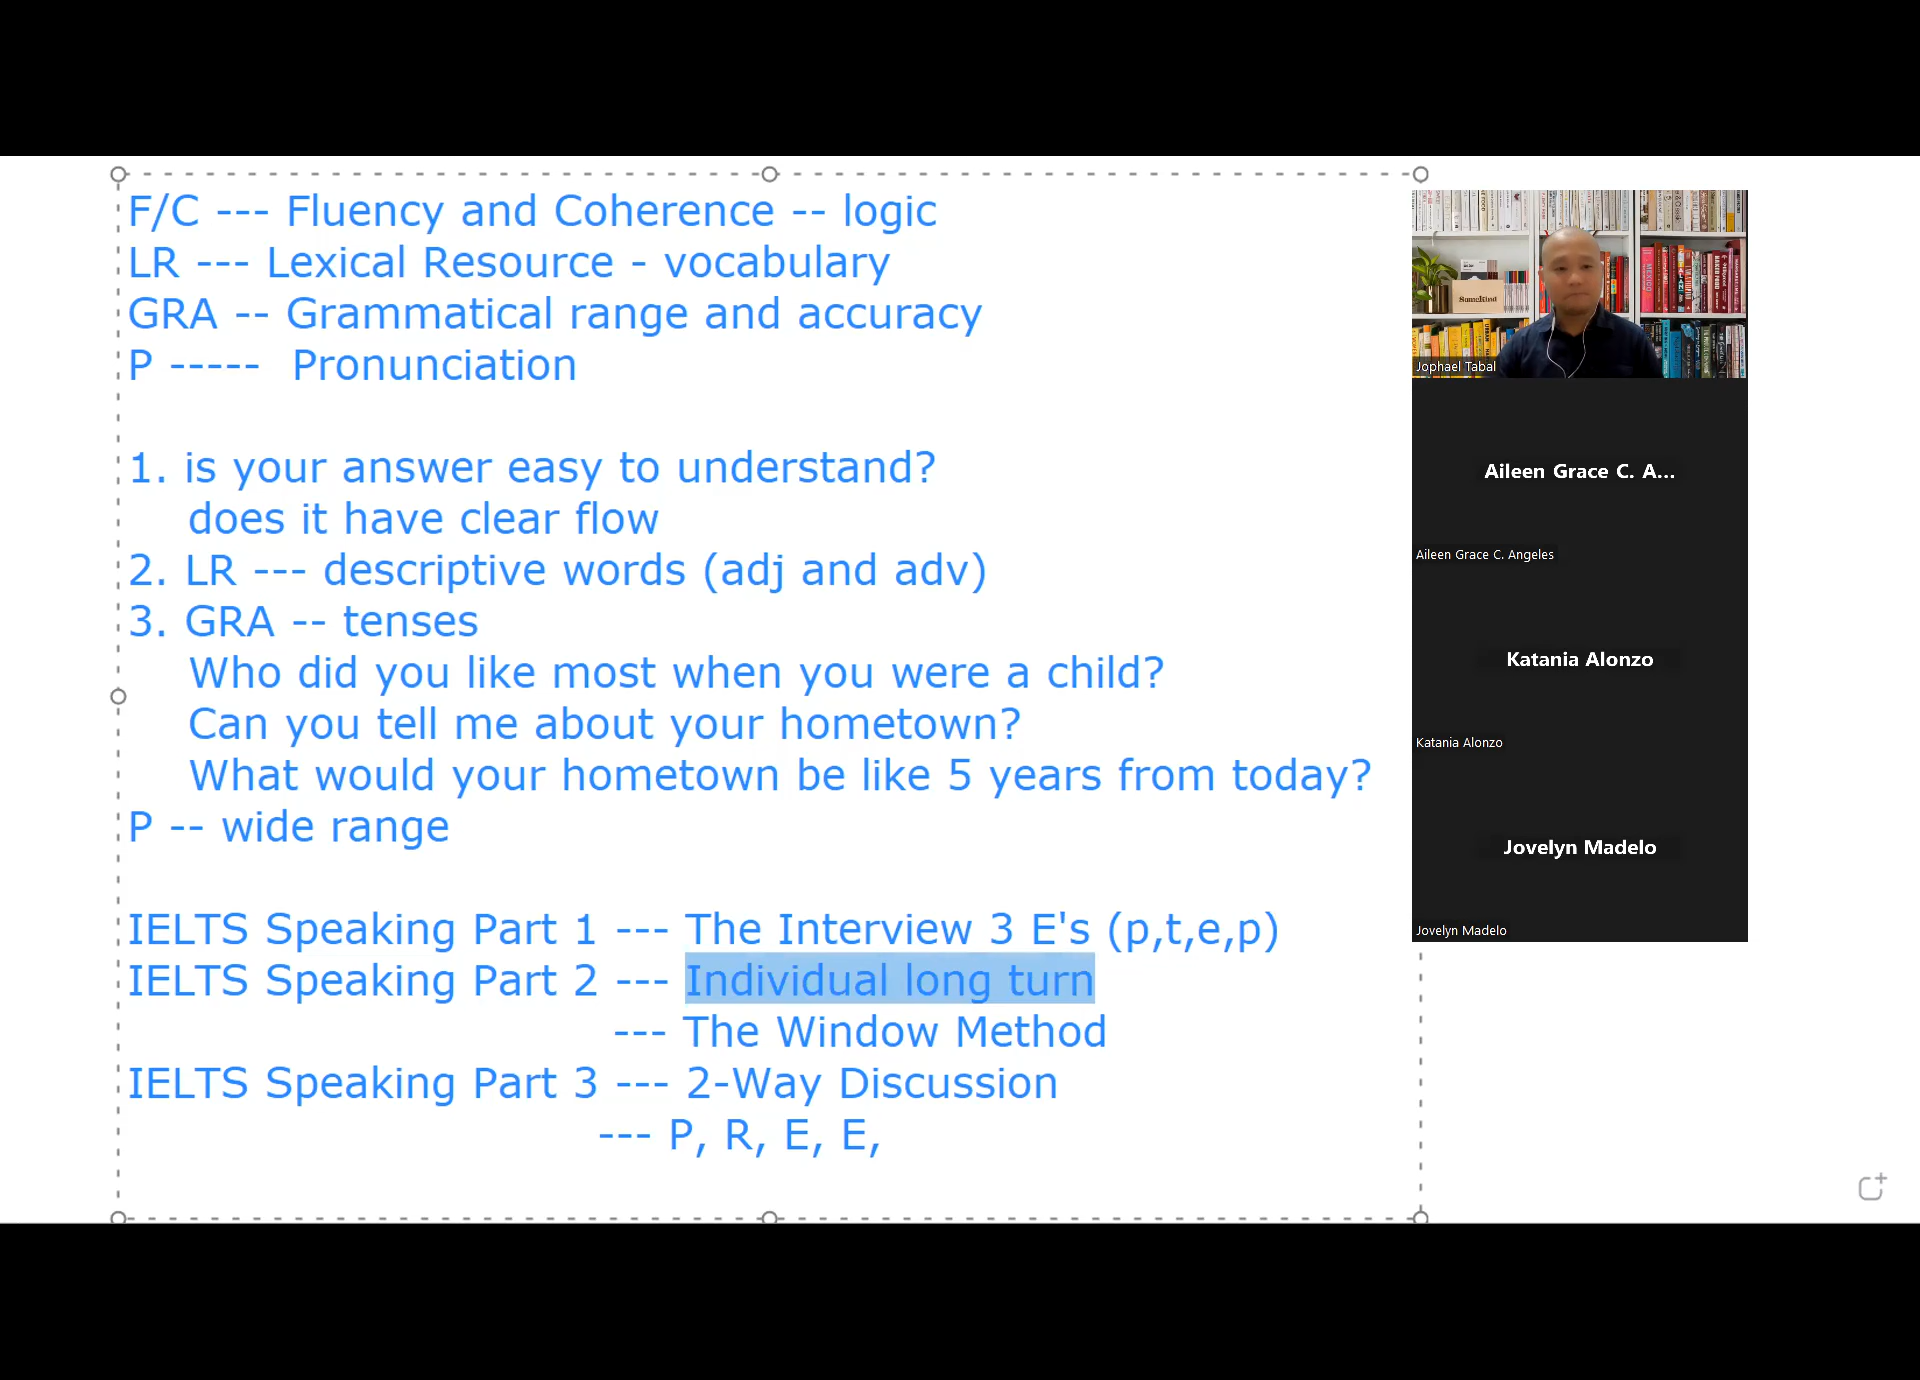 F/C --- Fluency and Coherence -- logic
LR --- Lexical Resource - vocabulary
GRA -- Grammatical range and accuracy
P ----- Pronunciation
1. is your answer easy to understand?
does it have clear flow
2. LR --- descriptive words (adj and adv)
3. GRA -- tenses
Who did you like most when you were a child?
Can you tell me about your hometown?
What would your hometown be like 5 years from today?
P -- wide range
IELTS Speaking Part 1 --- The Interview 3 E's (p,t,e,p)
IELTS Speaking Part 2 --- Individual long turn
--- The Window Method
IELTS Speaking Part 3 --- 2-Way Discussion
--- P, R, E, E,
SomeKind
Jophael Tabal
Aileen Grace C. A...
Aileen Grace C. Angeles
Katania Alonzo
Katania Alonzo
Jovelyn Madelo
Jovelyn Madelo